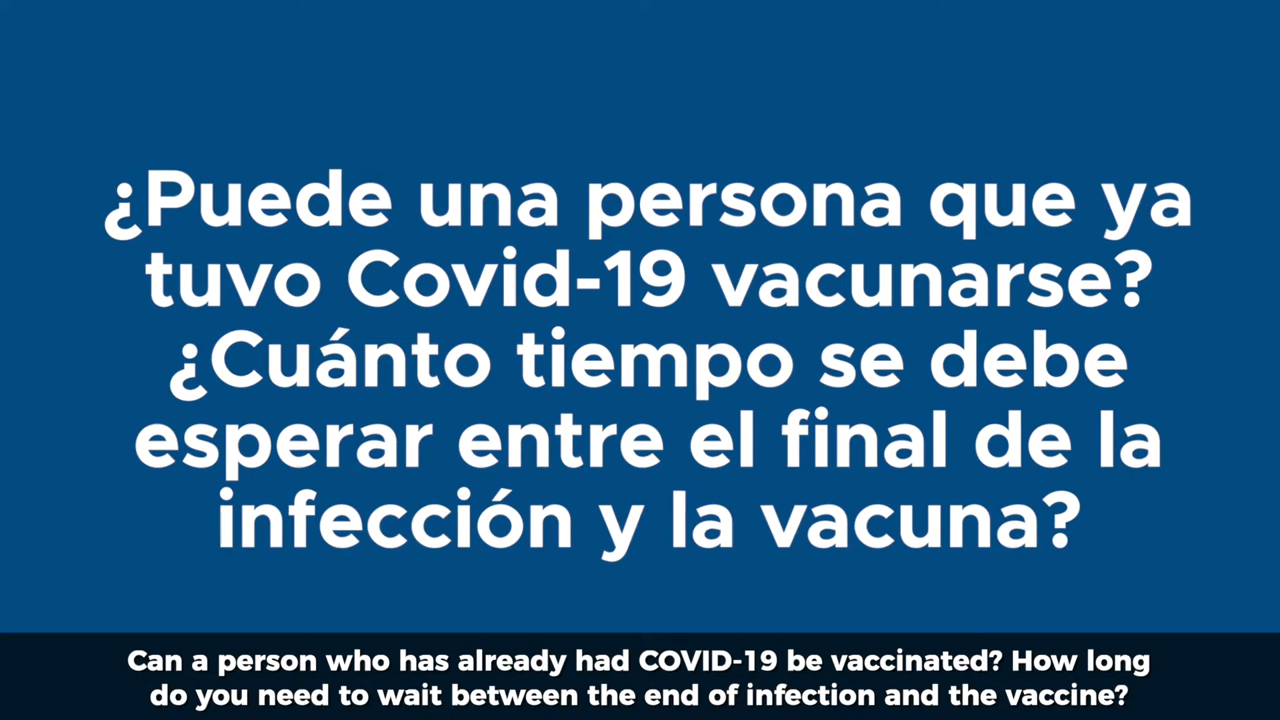 ¿Puede una persona que ya
tuvo Covid-19 vacunarse?
¿Cuánto tiempo se debe
esperar entre el final de la
infección y la vacuna?
Can a person who has already had COVID-19 be vaccinated? How long
do you need to wait between the end of infection and the vaccine?